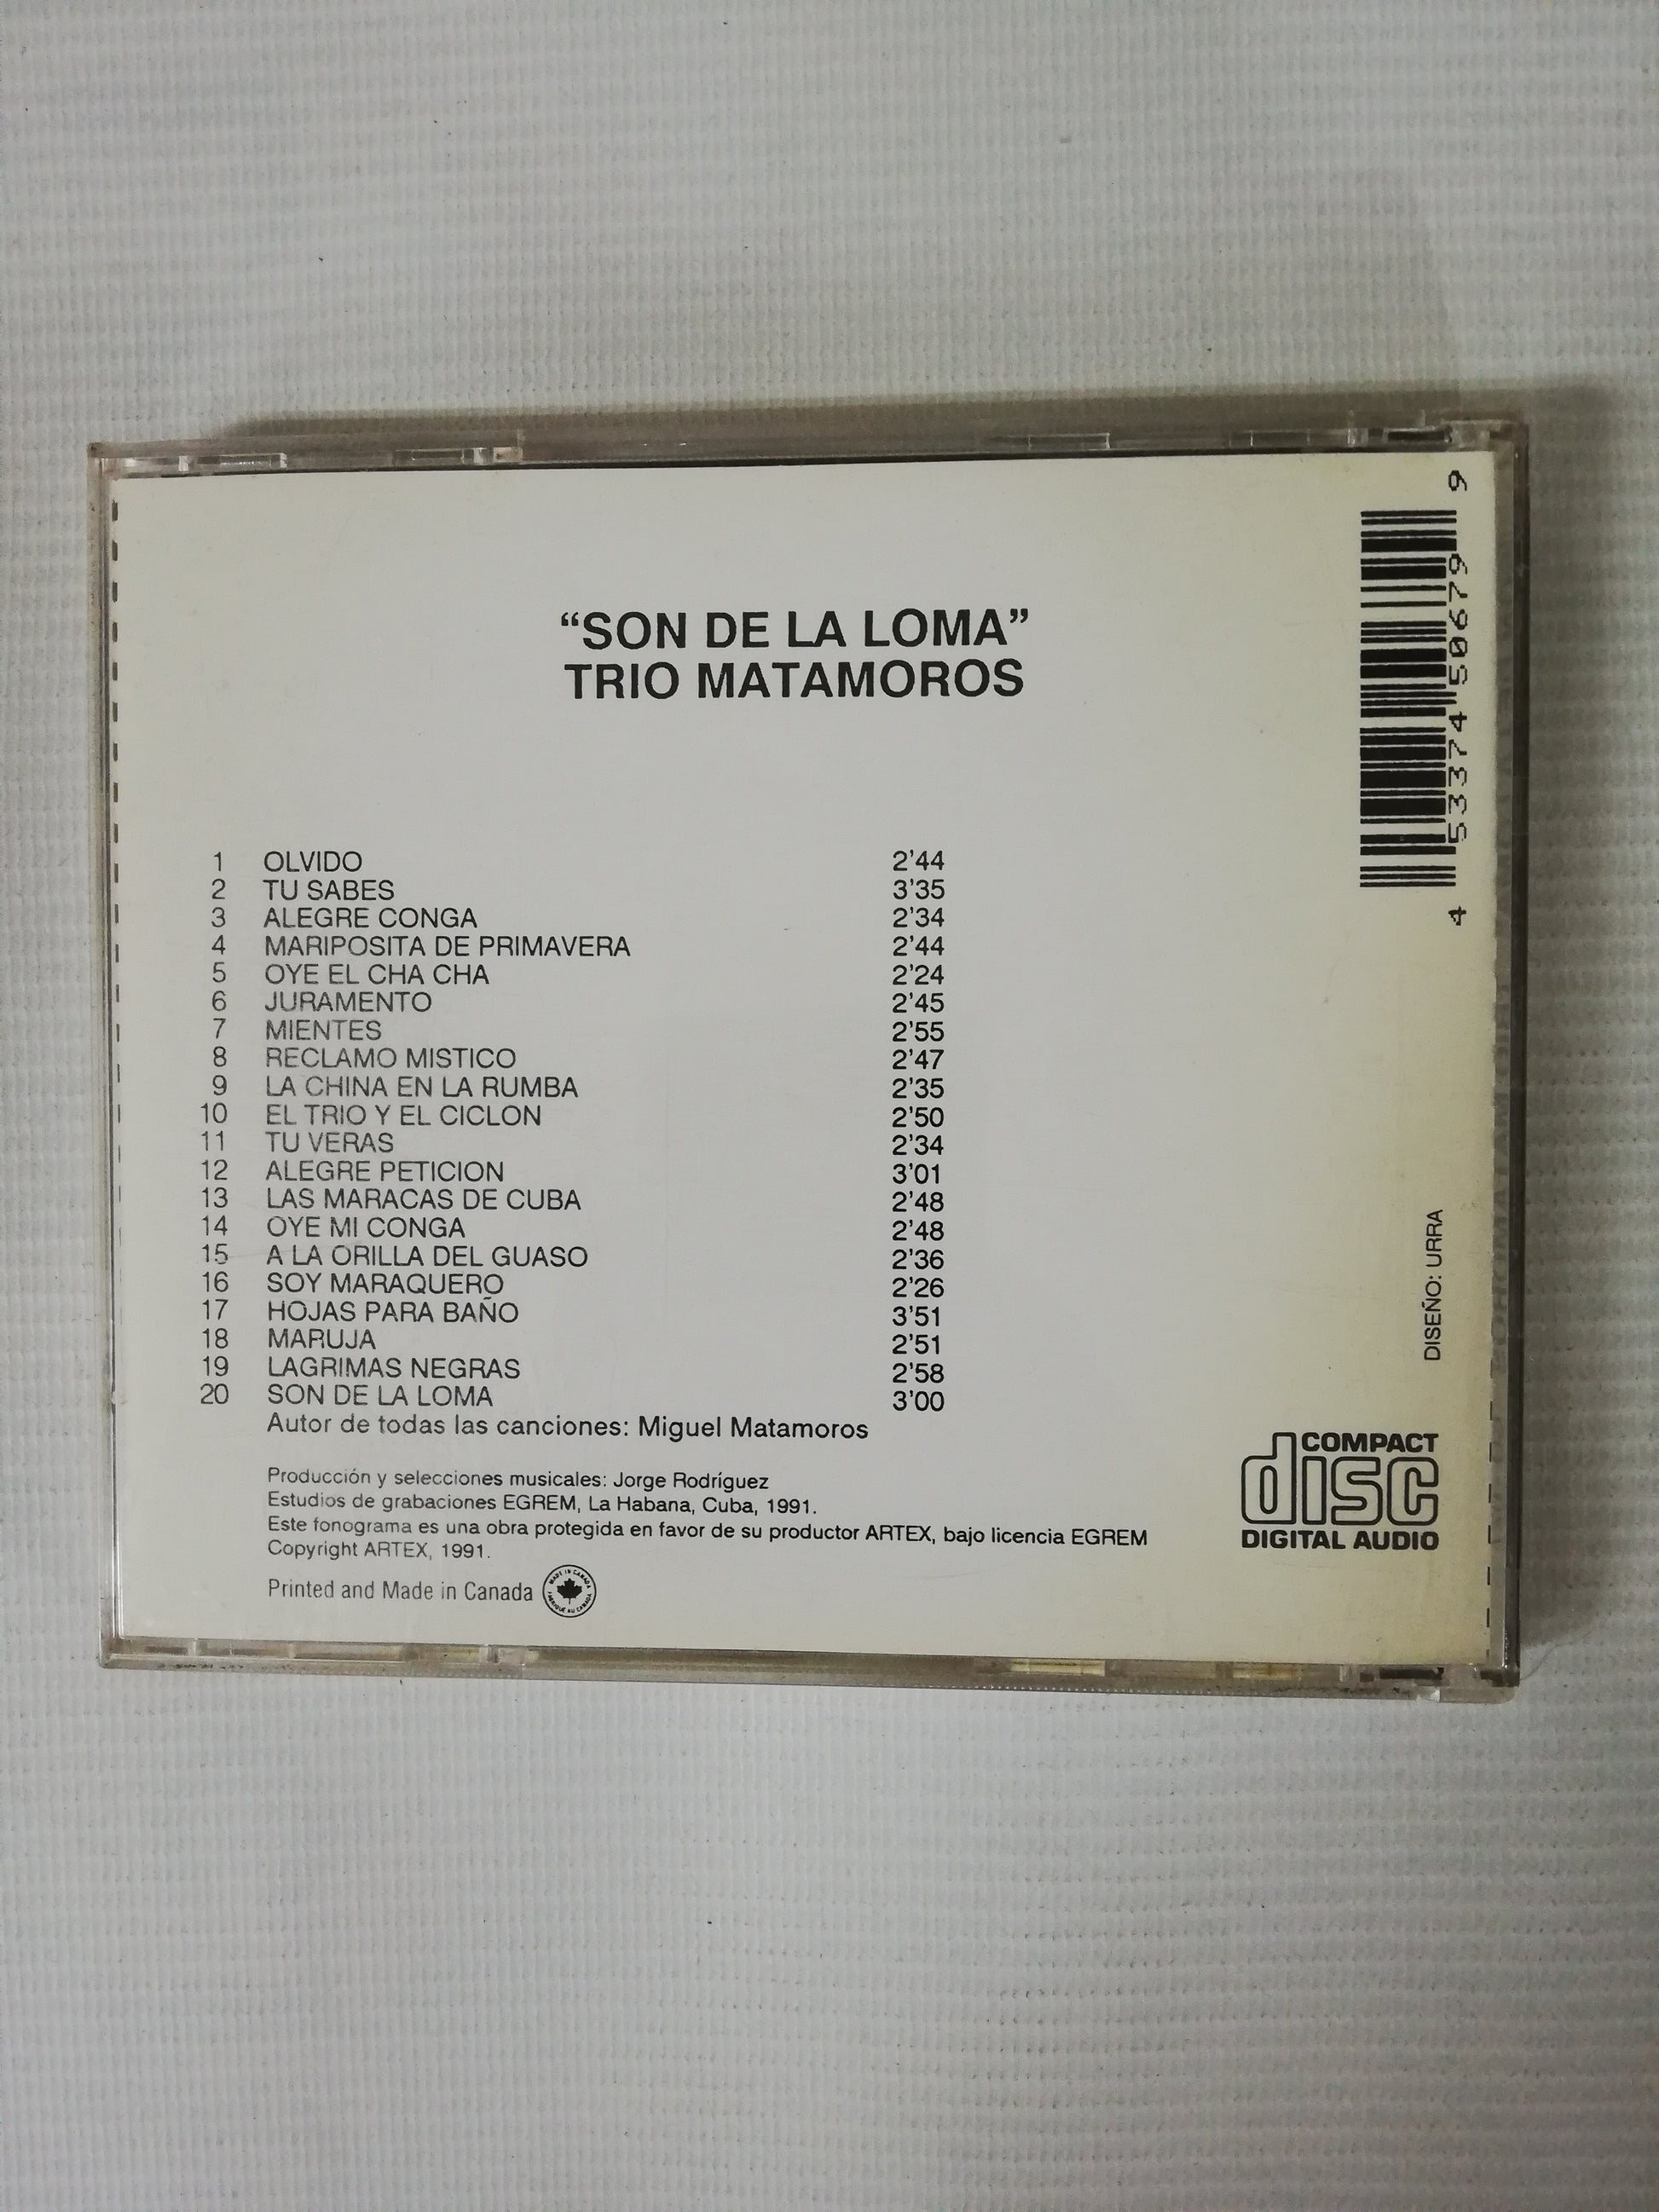 “SON DE LA LOMA”
TRIO MATAMOROS
1 OLVIDO 2'44
2 TU SABES 3'35
3 ALEGRE CONGA 2'34
4 MARIPOSITA DE PRIMAVERA 2'44
5 OYE EL CHA CHA 2'24
6 JURAMENTO 2'45
7 MIENTES 2'55
8 RECLAMO MISTICO 2'47
9 LA CHINA EN LA RUMBA 2'35
10 EL TRIO Y EL CICLON 2'50
11 TU VERAS 2'34
12 ALEGRE PETICION 3'01
13 LAS MARACAS DE CUBA 2'48
14 OYE MI CONGA 2'48
15 A LA ORILLA DEL GUASO 2'36
16 SOY MARAQUERO 2'26
17 HOJAS PARA BAÑO 3'51
18 MARUJA 2'51
19 LAGRIMAS NEGRAS 2'58
20 SON DE LA LOMA 3'00
Autor de todas las canciones: Miguel Matamoros
Producción y selecciones musicales: Jorge Rodríguez
Estudios de grabaciones EGREM, La Habana, Cuba, 1991.
Este fonograma es una obra protegida en favor de su productor ARTEX, bajo licencia EGREM
Copyright ARTEX, 1991.
Printed and Made in Canada
MADE IN CANADA
FABRIQUÉ AU CANADA
4 53374 50679 9
DISEÑO: URRA
COMPACT
disc
DIGITAL AUDIO